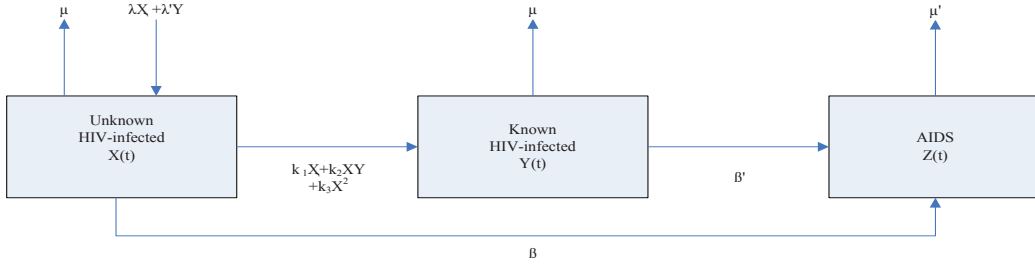 μ
λX +λ'Y
μ
μ'
Unknown
HIV-infected
X(t)
Known
HIV-infected
Y(t)
AIDS
Z(t)
k₁X+k₂XY
+k₃X²
ß'
ß